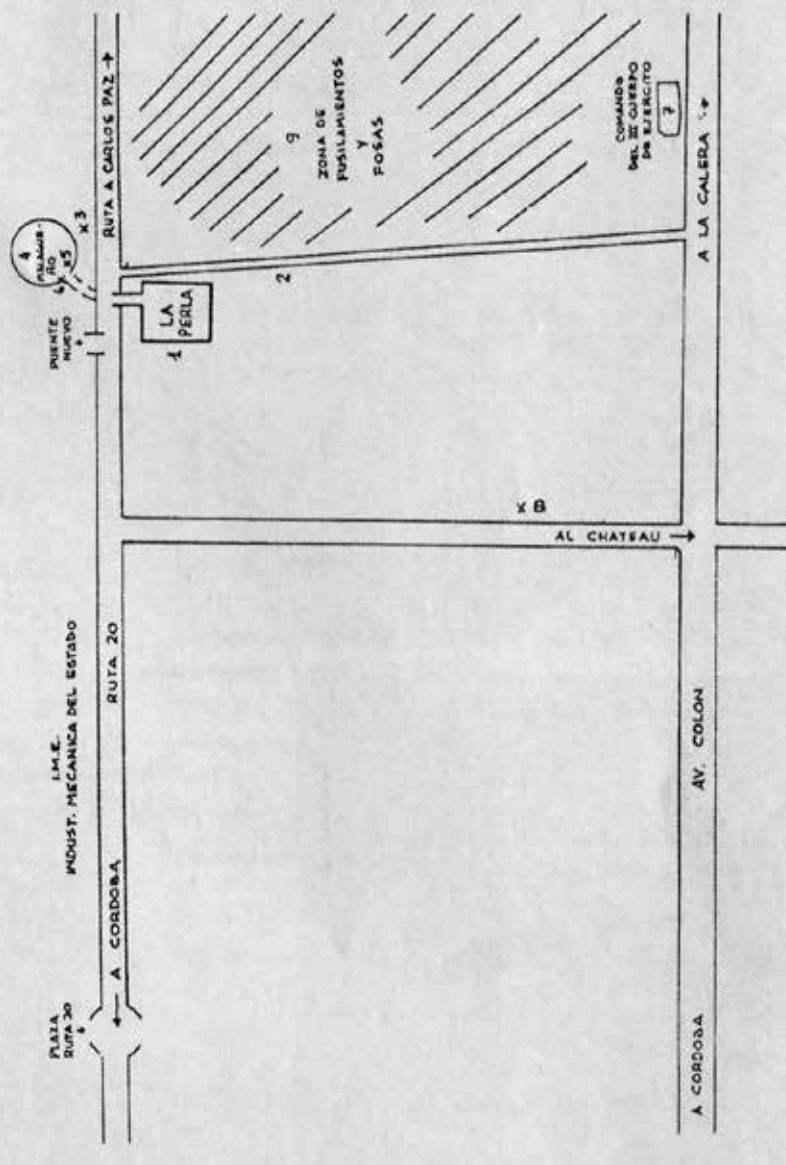 PLAZA
RUTA 20
I.M.E.
INDUST. MECANICA DEL ESTADO
PUENTE
NUEVO
4
x5
x3
← A CORDOBA
RUTA 20
RUTA A CARLOS PAZ →
1
LA
PERLA
2
9
ZONA DE
FUSILAMIENTOS
Y
FOSAS
x 8
AL CHATEAU →
COMANDO
DEL III CUERPO
DE EJERCITO
7
A CORDOBA
AV. COLON
A LA CALERA →